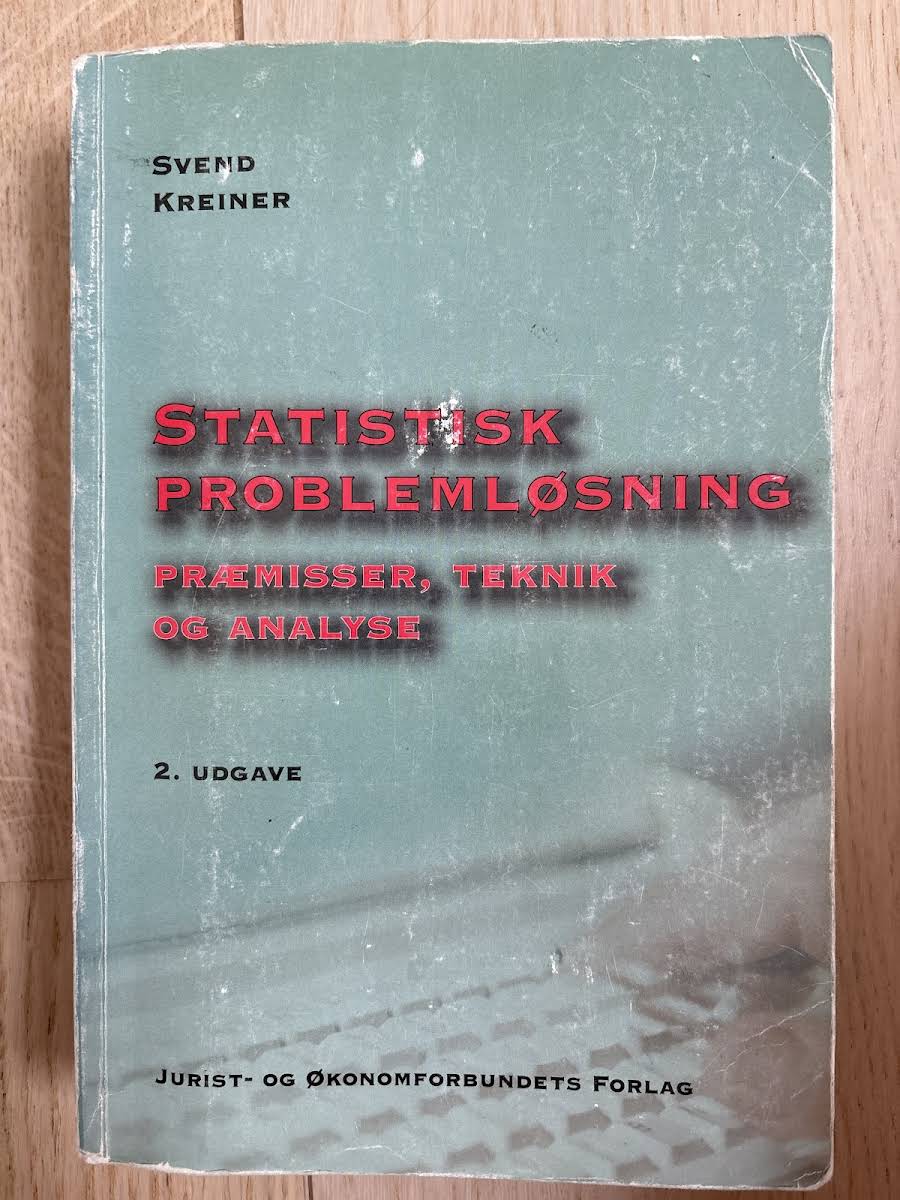 SVEND
KREINER
STATISTISK
PROBLEMLØSNING
PRÆMISSER, TEKNIK
OG ANALYSE
2. UDGAVE
JURIST- OG ØKONOMFORBUNDETS FORLAG